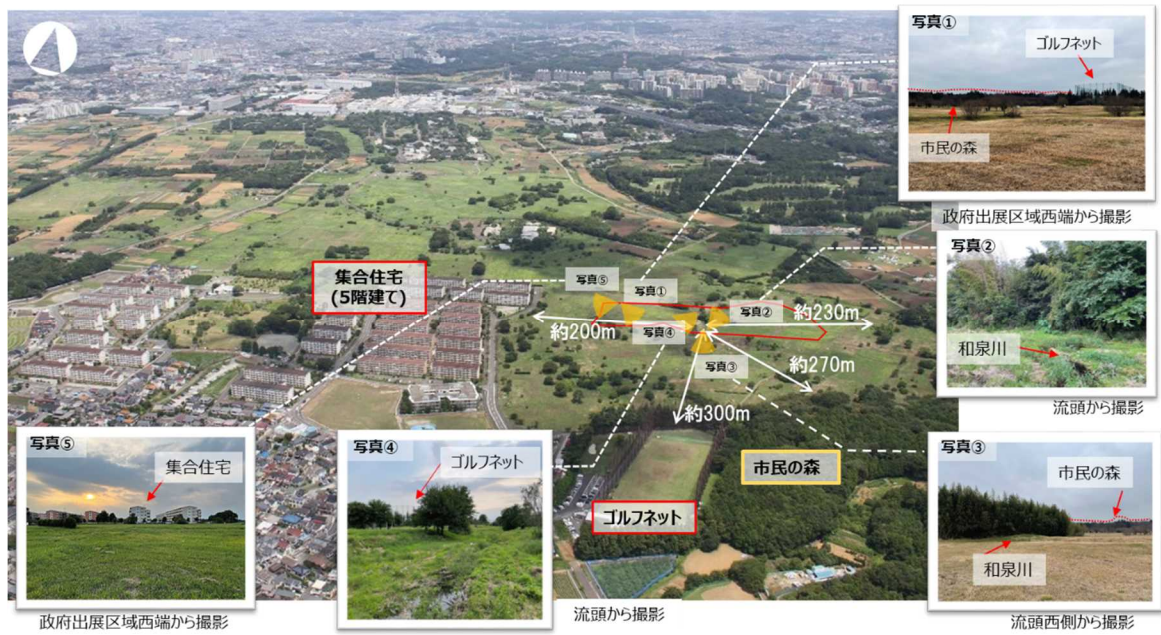 写真①
ゴルフネット
市民の森
政府出展区域西端から撮影
写真②
和泉川
流頭から撮影
集合住宅
(5階建て)
写真⑤
写真①
写真②
写真④
写真③
約200m
約230m
約270m
約300m
市民の森
ゴルフネット
写真⑤
集合住宅
政府出展区域西端から撮影
写真④
ゴルフネット
流頭から撮影
写真③
市民の森
和泉川
流頭西側から撮影